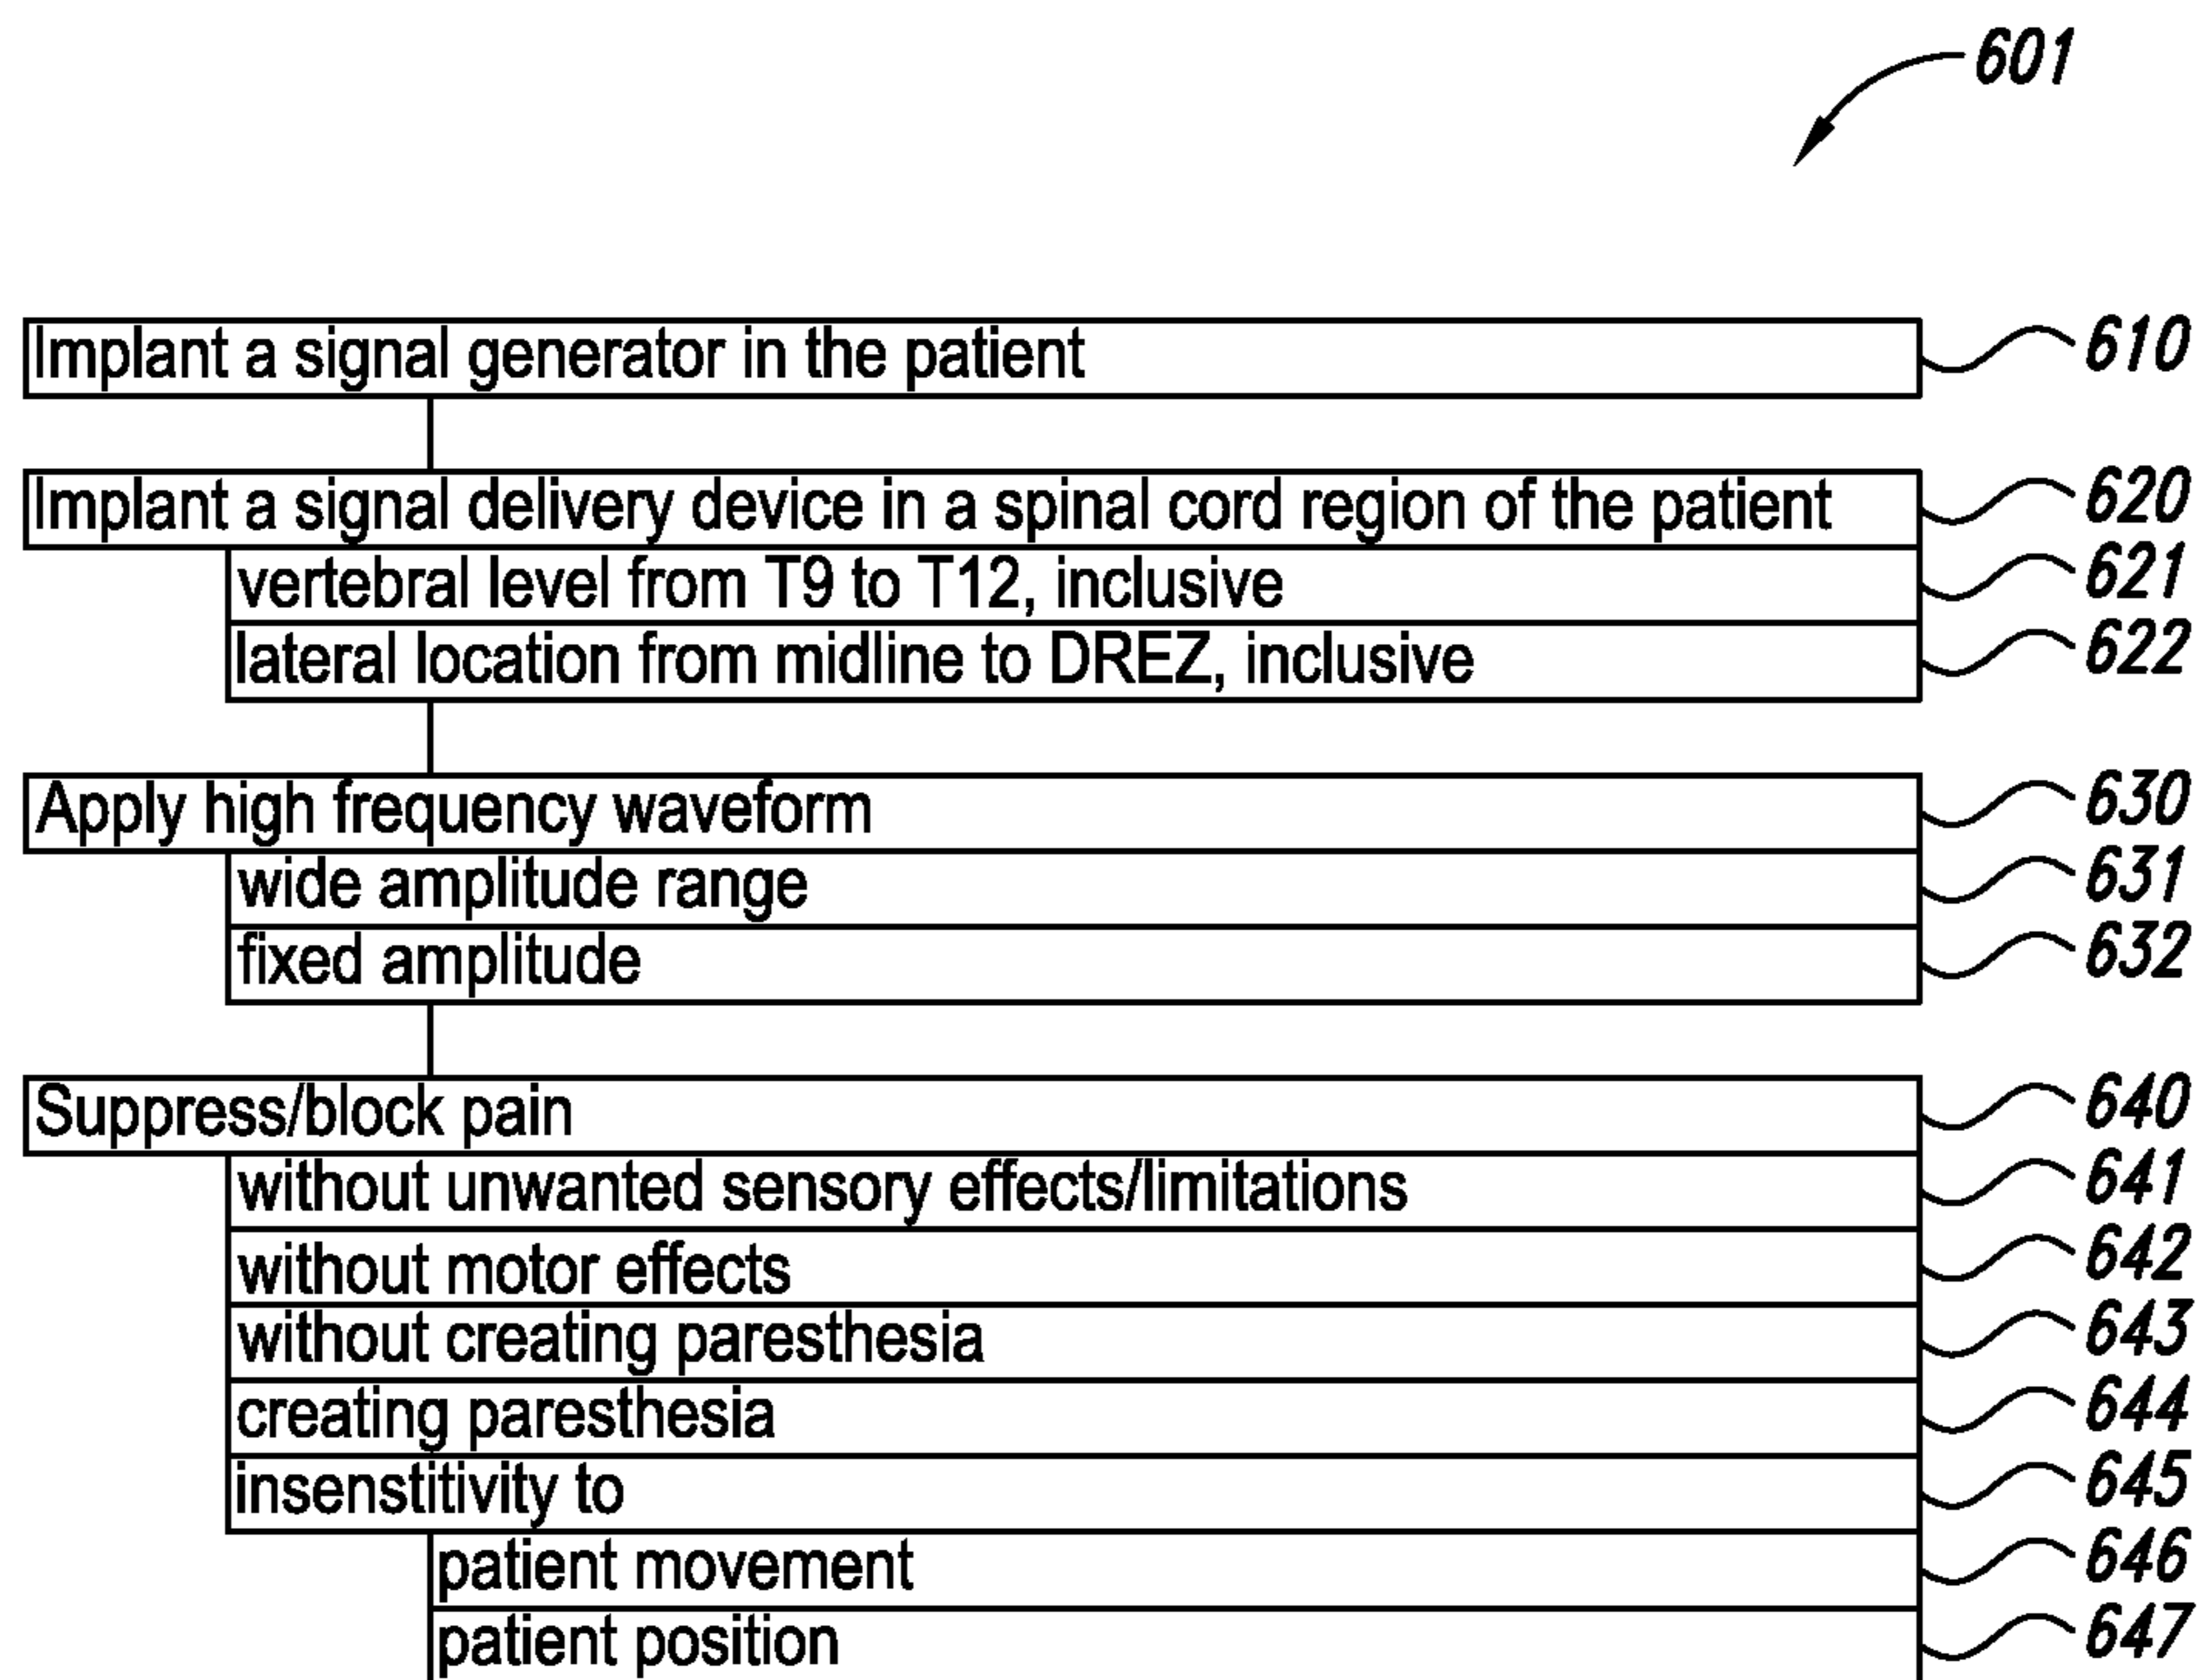 601
Implant a signal generator in the patient 610
Implant a signal delivery device in a spinal cord region of the patient 620
vertebral level from T9 to T12, inclusive 621
lateral location from midline to DREZ, inclusive 622
Apply high frequency waveform 630
wide amplitude range 631
fixed amplitude 632
Suppress/block pain 640
without unwanted sensory effects/limitations 641
without motor effects 642
without creating paresthesia 643
creating paresthesia 644
insenstitivity to 645
patient movement 646
patient position 647